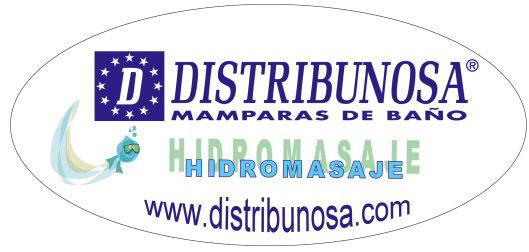 D DISTRIBUNOSA®
MAMPARAS DE BAÑO
HIDROMASAJE
HIDROMASAJE
www.distribunosa.com